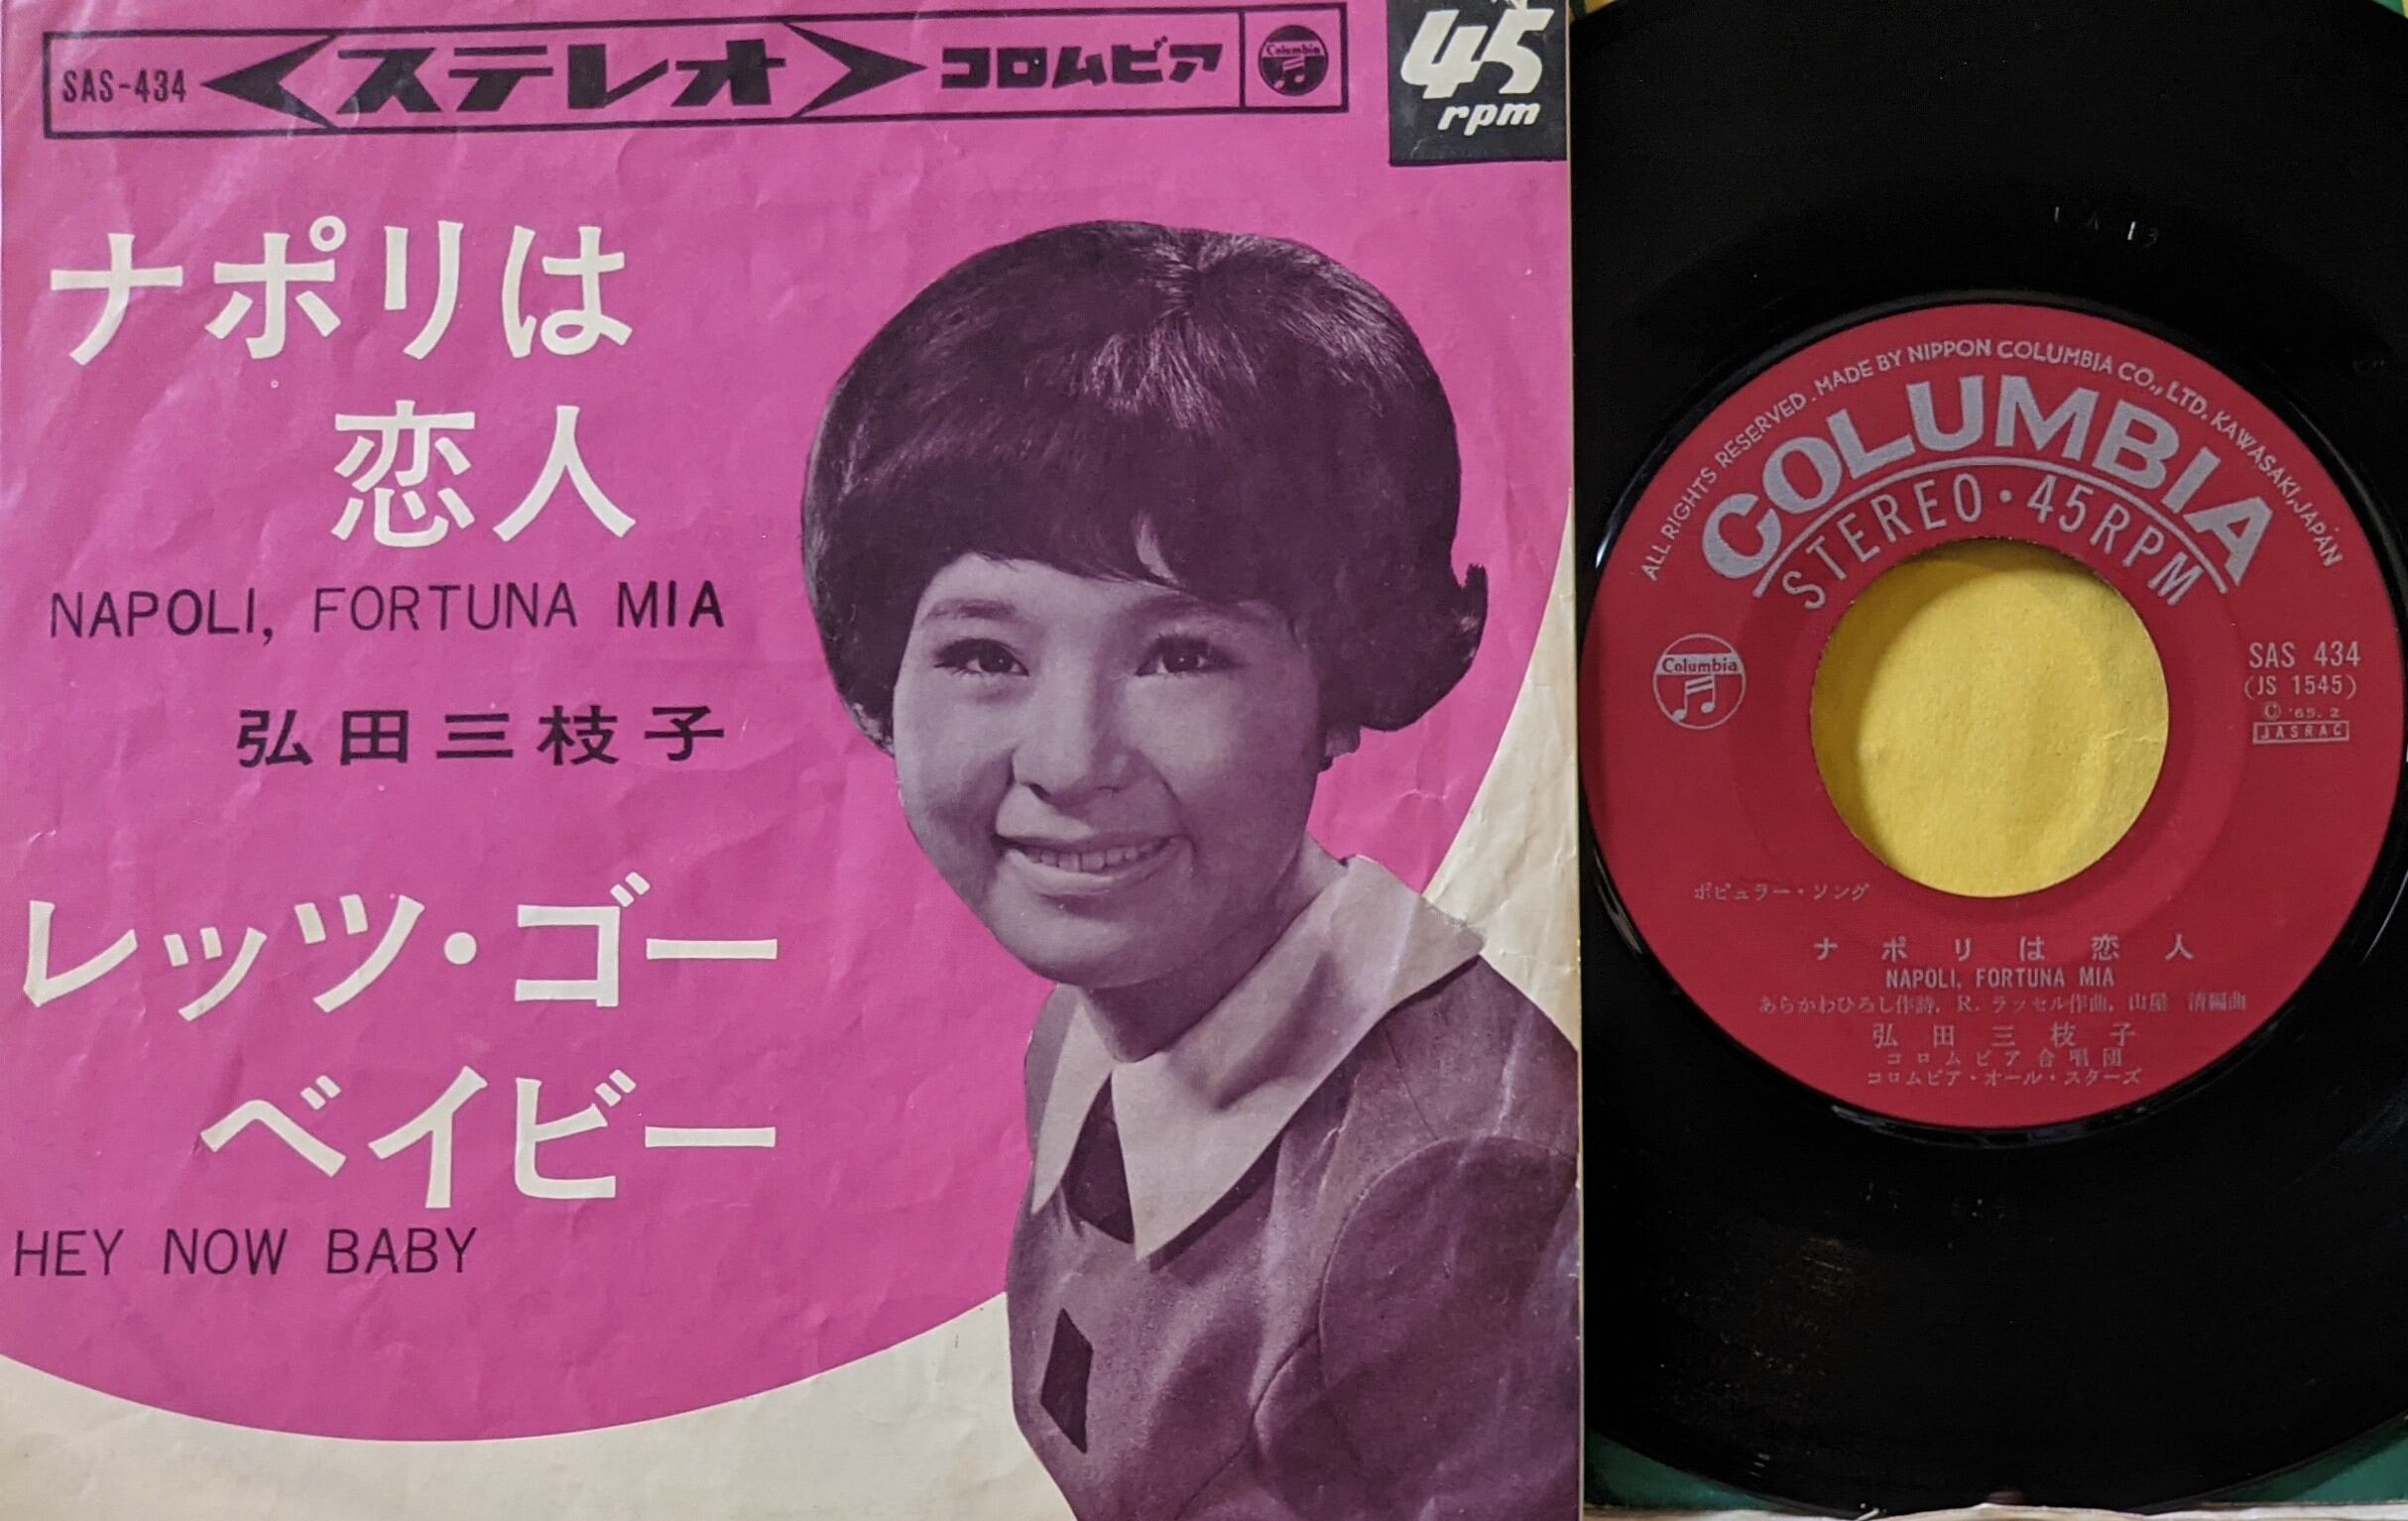 SAS-434 ステレオ コロムビア Columbia
45
rpm
ナポリは
恋人
NAPOLI, FORTUNA MIA
弘田三枝子
レッツ・ゴー
ベイビー
HEY NOW BABY
ALL RIGHTS RESERVED. MADE BY NIPPON COLUMBIA CO., LTD. KAWASAKI, JAPAN
COLUMBIA
STEREO・45RPM
Columbia
SAS 434
(JS 1545)
© '65. 2
JASRAC
ポピュラー・ソング
ナポリは恋人
NAPOLI, FORTUNA MIA
あらかわひろし作詩, R. ラッセル作曲, 山屋 清編曲
弘田三枝子
コロムビア合唱団
コロムビア・オール・スターズ